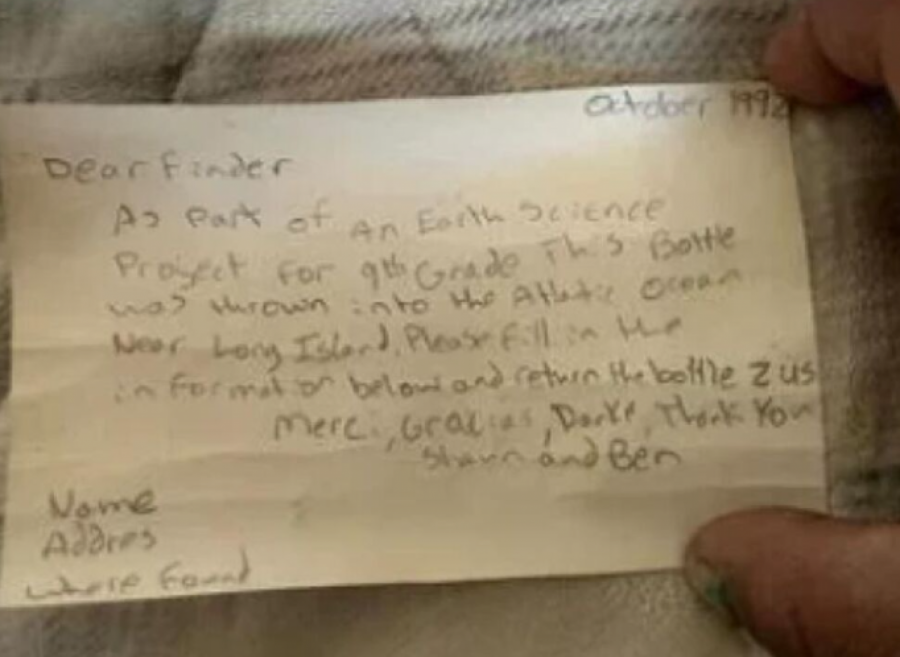 October 1992
Dear Finder
As Part of An Earth Science
Project For 9th Grade This Bottle
was thrown into the Atlantic Ocean
Near Long Island. Please fill in the
information below and return the bottle 2 us
Merci, Gracias, Danke, Thank You
Shawn and Ben
Name
Addres
where Found